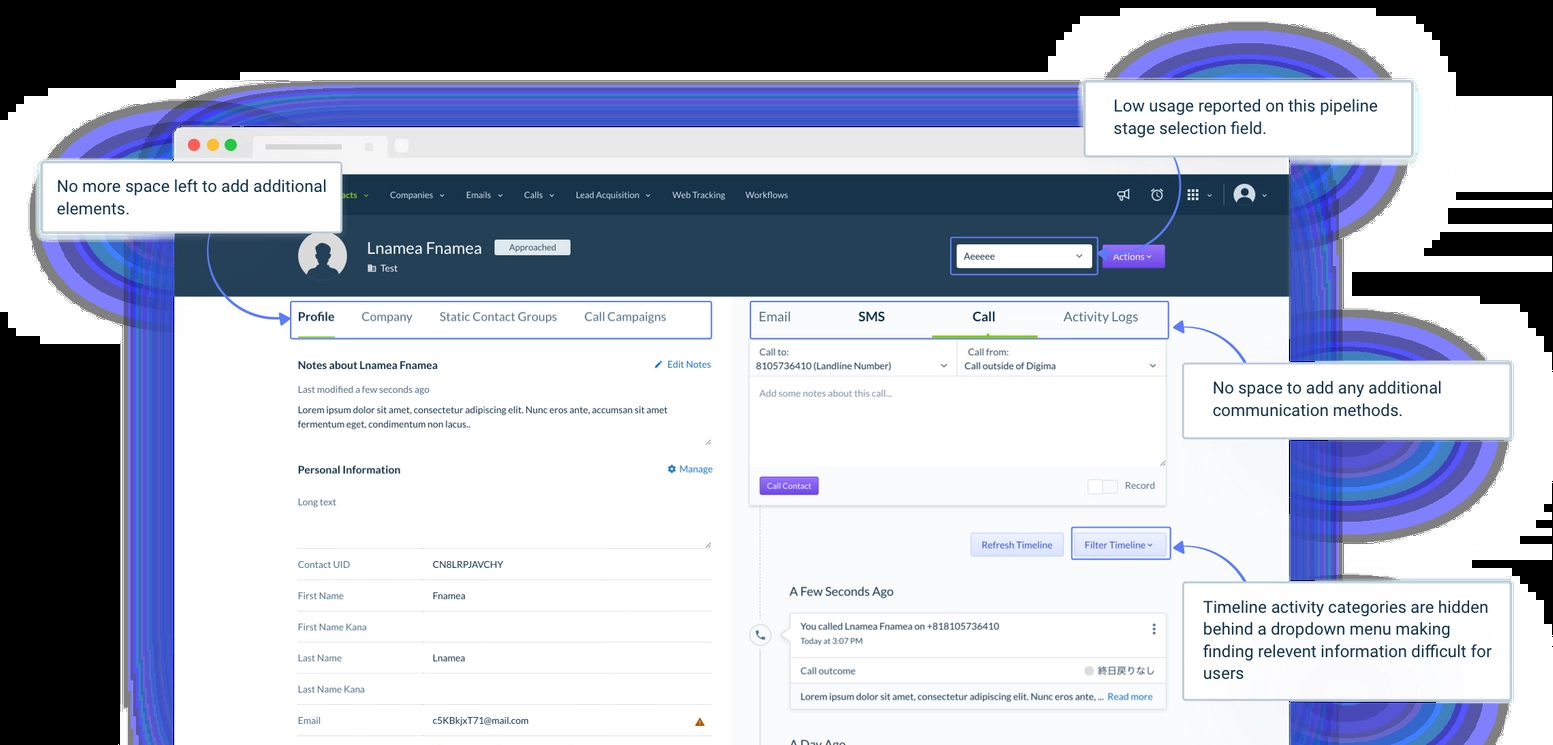 Low usage reported on this pipeline
stage selection field.
No more space left to add additional
elements.
acts Companies Emails Calls Lead Acquisition Web Tracking Workflows
Lnamea Fnamea Approached
Test
Aeeeee Actions
Profile Company Static Contact Groups Call Campaigns
Email SMS Call Activity Logs
Notes about Lnamea Fnamea Edit Notes
Last modified a few seconds ago
Lorem ipsum dolor sit amet, consectetur adipiscing elit. Nunc eros ante, accumsan sit amet
fermentum eget, condimentum non lacus..
Personal Information Manage
Long text
Contact UID CN8LRPJAVCHY
First Name Fnamea
First Name Kana
Last Name Lnamea
Last Name Kana
Email c5KBkjxT71@mail.com
Call to: Call from:
8105736410 (Landline Number) Call outside of Digima
Add some notes about this call...
Call Contact Record
No space to add any additional
communication methods.
Refresh Timeline Filter Timeline
A Few Seconds Ago
You called Lnamea Fnamea on +818105736410
Today at 3:07 PM
Call outcome 終日戻りなし
Lorem ipsum dolor sit amet, consectetur adipiscing elit. Nunc eros ante, ... Read more
A Day Ago
Timeline activity categories are hidden
behind a dropdown menu making
finding relevent information difficult for
users